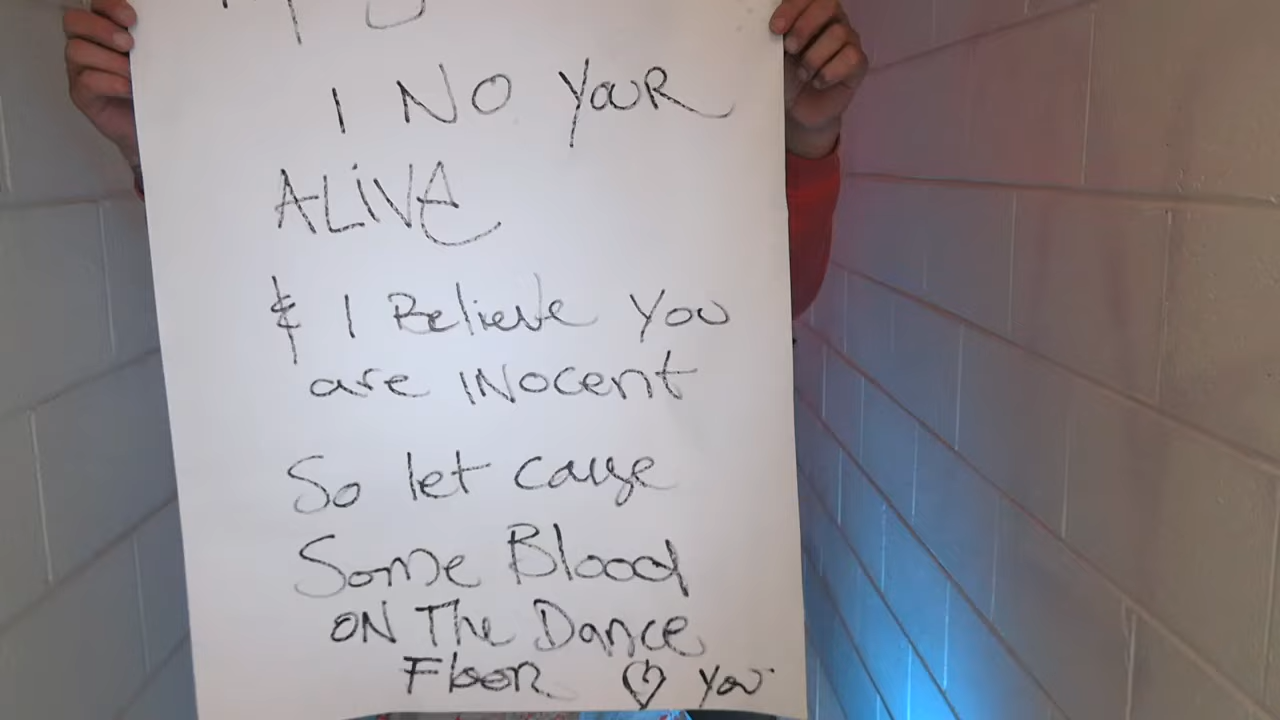 I NO YOUR
ALIVE
& I Believe You
are INocent
So let cause
Some Blood
ON The Dance
Floor ♡ You